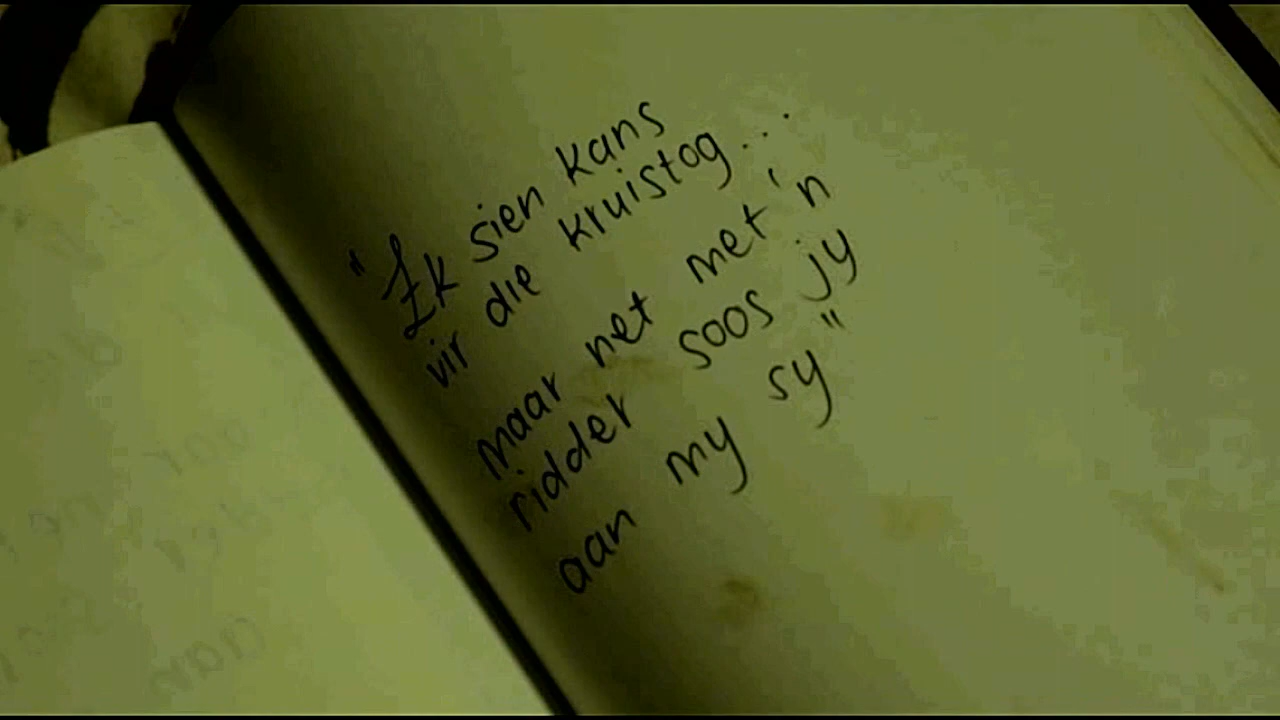 "Ek sien kans
vir die kruistog...
maar net met 'n
ridder soos jy
aan my sy"